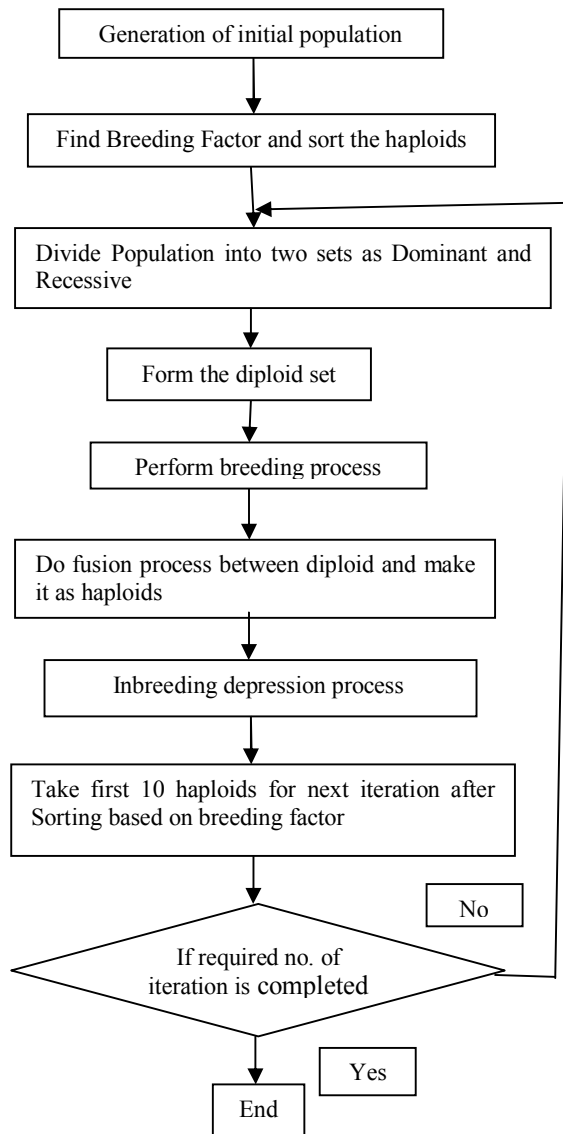 Generation of initial population
Find Breeding Factor and sort the haploids
Divide Population into two sets as Dominant and
Recessive
Form the diploid set
Perform breeding process
Do fusion process between diploid and make
it as haploids
Inbreeding depression process
Take first 10 haploids for next iteration after
Sorting based on breeding factor
No
If required no. of
iteration is completed
Yes
End